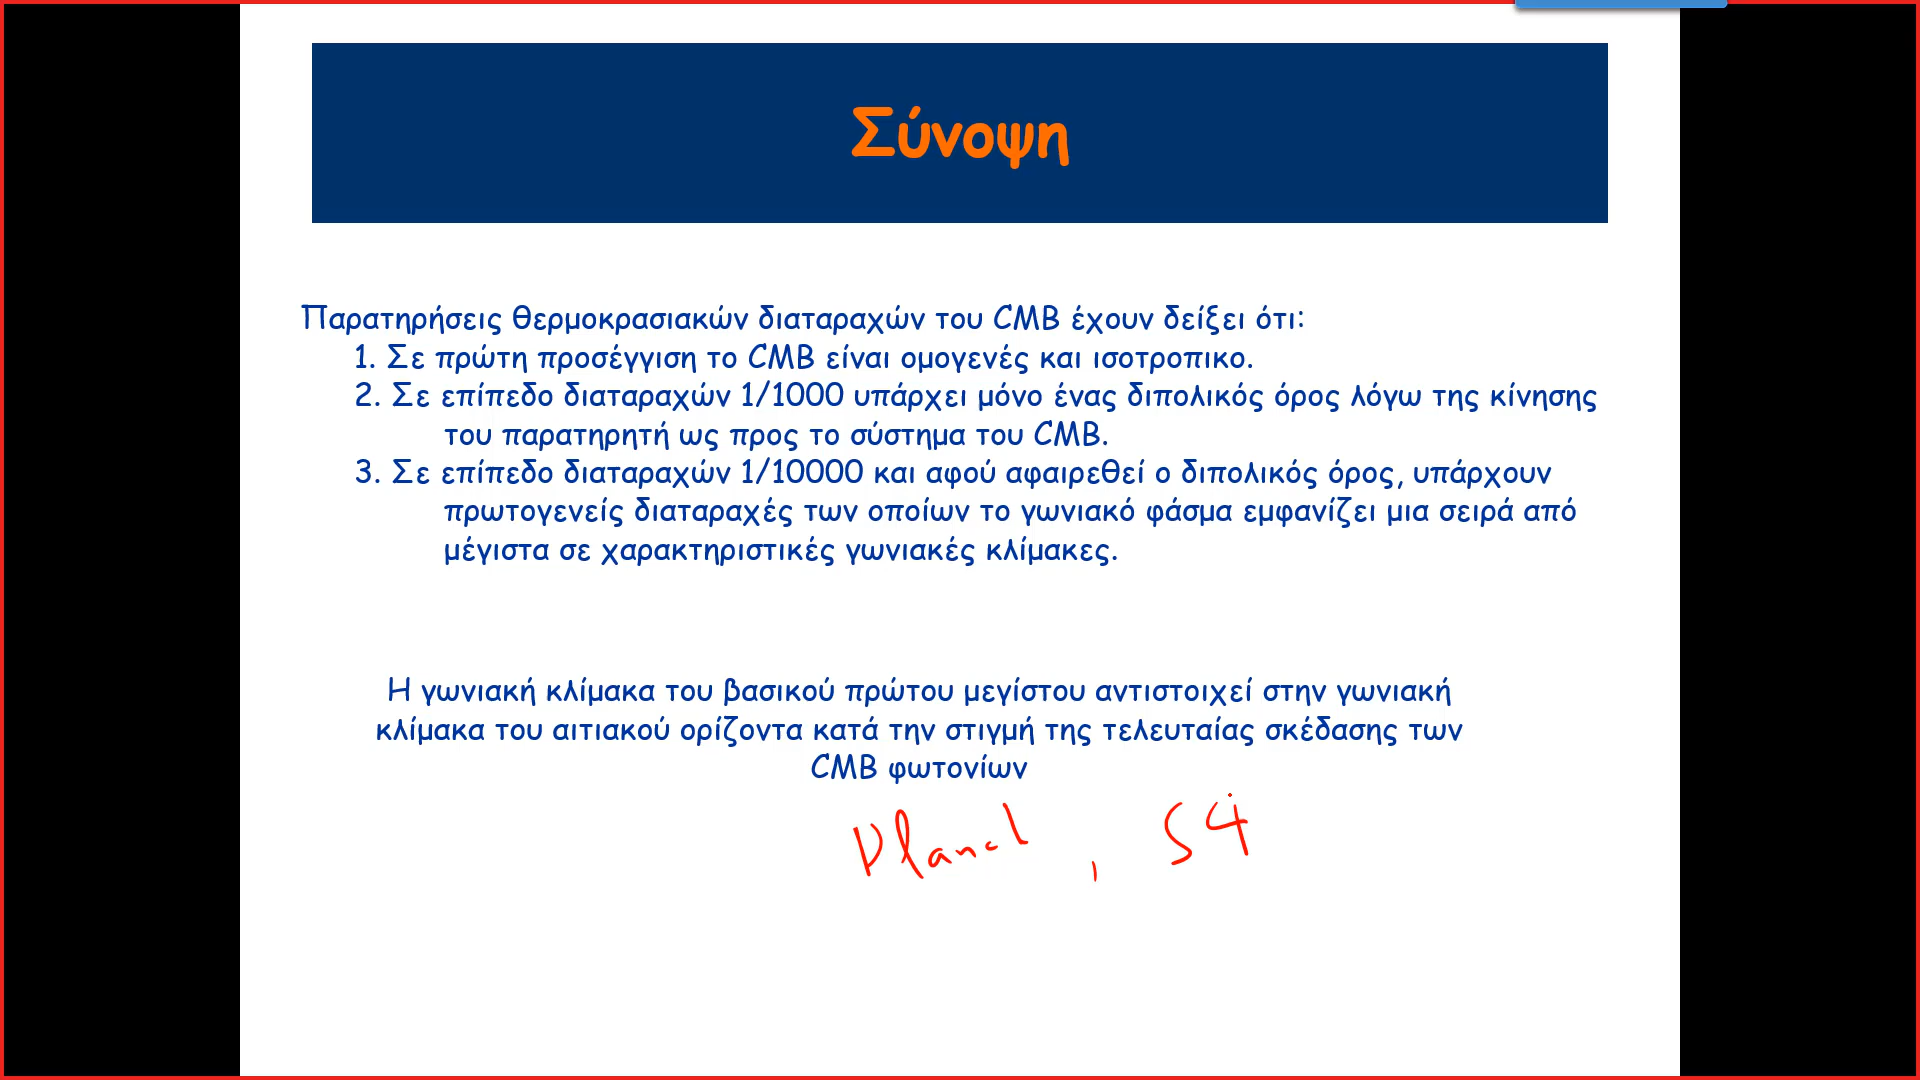 Σύνοψη
Παρατηρήσεις θερμοκρασιακών διαταραχών του CMB έχουν δείξει ότι:
1. Σε πρώτη προσέγγιση το CMB είναι ομογενές και ισοτροπικο.
2. Σε επίπεδο διαταραχών 1/1000 υπάρχει μόνο ένας διπολικός όρος λόγω της κίνησης
του παρατηρητή ως προς το σύστημα του CMB.
3. Σε επίπεδο διαταραχών 1/10000 και αφού αφαιρεθεί ο διπολικός όρος, υπάρχουν
πρωτογενείς διαταραχές των οποίων το γωνιακό φάσμα εμφανίζει μια σειρά από
μέγιστα σε χαρακτηριστικές γωνιακές κλίμακες.
Η γωνιακή κλίμακα του βασικού πρώτου μεγίστου αντιστοιχεί στην γωνιακή
κλίμακα του αιτιακού ορίζοντα κατά την στιγμή της τελευταίας σκέδασης των
CMB φωτονίων
, S4